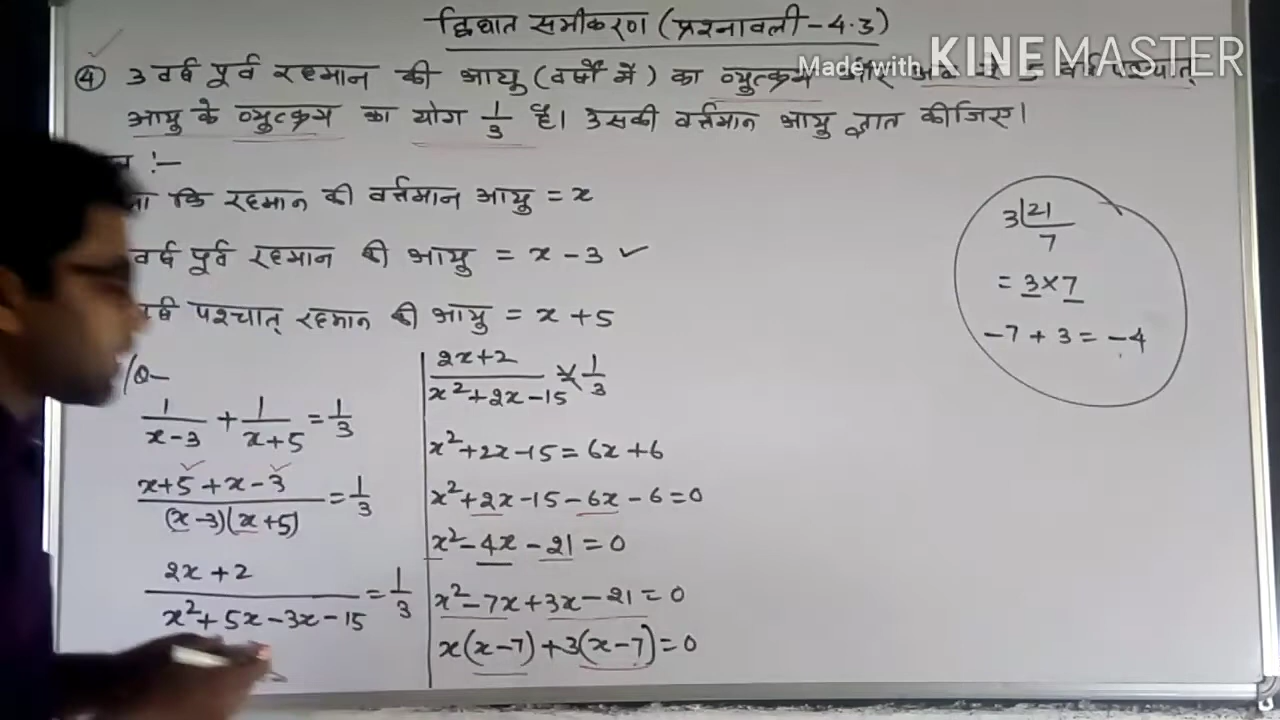 द्विघात समीकरण (प्रश्नावली-4.3)
Made with KINEMASTER
④ 3 वर्ष पूर्व रहमान की आयु (वर्षों में) का व्युत्क्रम और पश्चात्
आयु के व्युत्क्रम का योग 1/3 है। उसकी वर्त्तमान आयु ज्ञात कीजिए।
:-
कि रहमान की वर्त्तमान आयु = x
वर्ष पूर्व रहमान की आयु = x - 3 ✓
वर्ष पश्चात् रहमान की आयु = x + 5
/Q-
1/(x-3) + 1/(x+5) = 1/3
(x+5+x-3)/((x-3)(x+5)) = 1/3
(2x+2)/(x²+5x-3x-15) = 1/3
(2x+2)/(x²+2x-15) = 1/3
x²+2x-15 = 6x+6
x²+2x-15-6x-6=0
x²-4x-21=0
x²-7x+3x-21=0
x(x-7)+3(x-7)=0
3|21
7
= 3×7
-7+3=-4